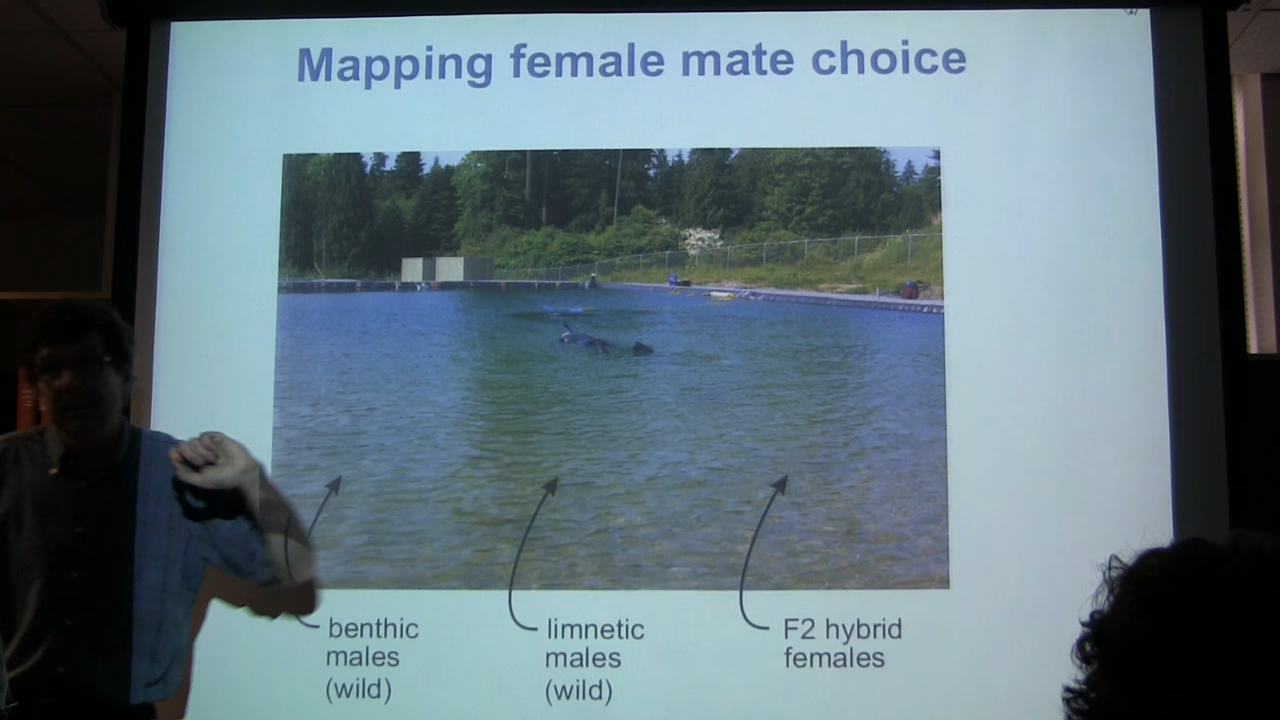 Mapping female mate choice
benthic
males
(wild)
limnetic
males
(wild)
F2 hybrid
females